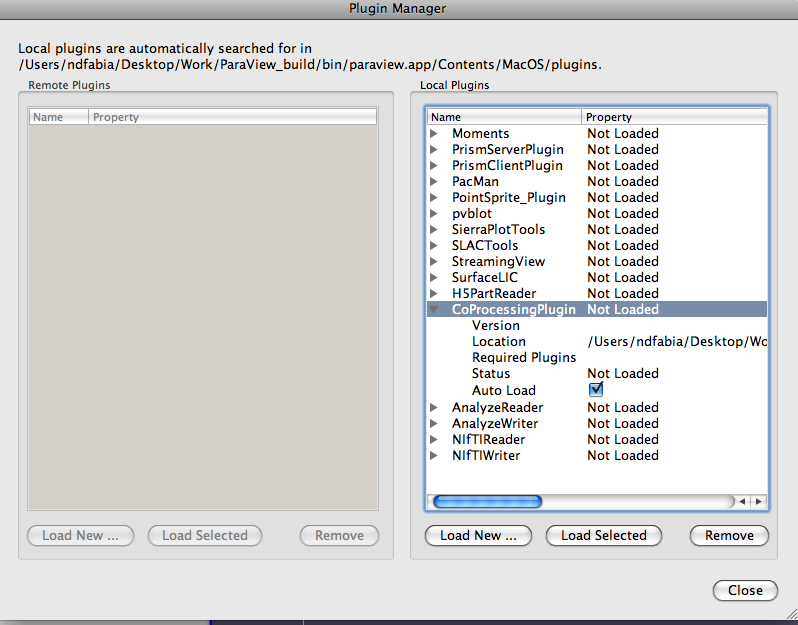 Plugin Manager
Local plugins are automatically searched for in
/Users/ndfabia/Desktop/Work/ParaView_build/bin/paraview.app/Contents/MacOS/plugins.
Remote Plugins
Name Property
Load New ... Load Selected Remove
Local Plugins
Name Property
Moments Not Loaded
PrismServerPlugin Not Loaded
PrismClientPlugin Not Loaded
PacMan Not Loaded
PointSprite_Plugin Not Loaded
pvblot Not Loaded
SierraPlotTools Not Loaded
SLACTools Not Loaded
StreamingView Not Loaded
SurfaceLIC Not Loaded
H5PartReader Not Loaded
CoProcessingPlugin Not Loaded
Version
Location /Users/ndfabia/Desktop/Wo
Required Plugins
Status Not Loaded
Auto Load
AnalyzeReader Not Loaded
AnalyzeWriter Not Loaded
NIfTIReader Not Loaded
NIfTIWriter Not Loaded
Load New ... Load Selected Remove
Close